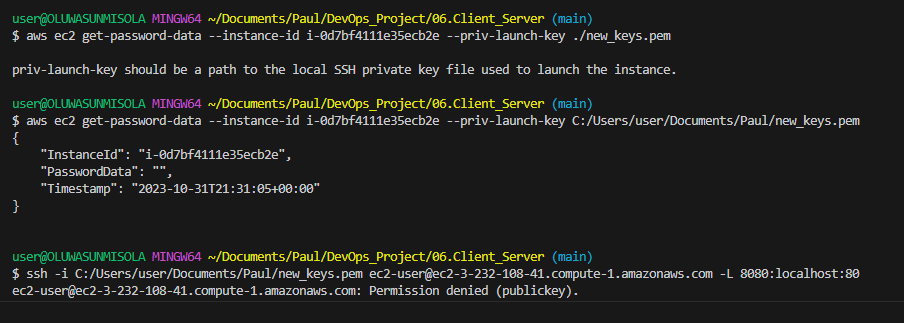 user@OLUWASUNMISOLA MINGW64 ~/Documents/Paul/DevOps_Project/06.Client_Server (main)
$ aws ec2 get-password-data --instance-id i-0d7bf4111e35ecb2e --priv-launch-key ./new_keys.pem
priv-launch-key should be a path to the local SSH private key file used to launch the instance.
user@OLUWASUNMISOLA MINGW64 ~/Documents/Paul/DevOps_Project/06.Client_Server (main)
$ aws ec2 get-password-data --instance-id i-0d7bf4111e35ecb2e --priv-launch-key C:/Users/user/Documents/Paul/new_keys.pem
{
    "InstanceId": "i-0d7bf4111e35ecb2e",
    "PasswordData": "",
    "Timestamp": "2023-10-31T21:31:05+00:00"
}
user@OLUWASUNMISOLA MINGW64 ~/Documents/Paul/DevOps_Project/06.Client_Server (main)
$ ssh -i C:/Users/user/Documents/Paul/new_keys.pem ec2-user@ec2-3-232-108-41.compute-1.amazonaws.com -L 8080:localhost:80
ec2-user@ec2-3-232-108-41.compute-1.amazonaws.com: Permission denied (publickey).